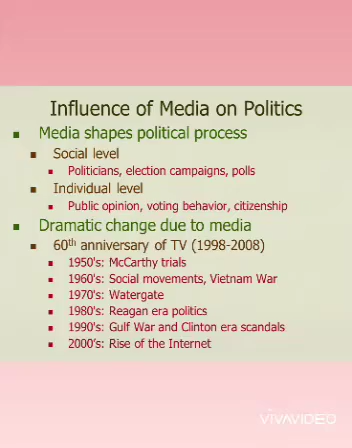 Influence of Media on Politics
Media shapes political process
Social level
Politicians, election campaigns, polls
Individual level
Public opinion, voting behavior, citizenship
Dramatic change due to media
60th anniversary of TV (1998-2008)
1950's: McCarthy trials
1960's: Social movements, Vietnam War
1970's: Watergate
1980's: Reagan era politics
1990's: Gulf War and Clinton era scandals
2000's: Rise of the Internet
VIVAVIDEO